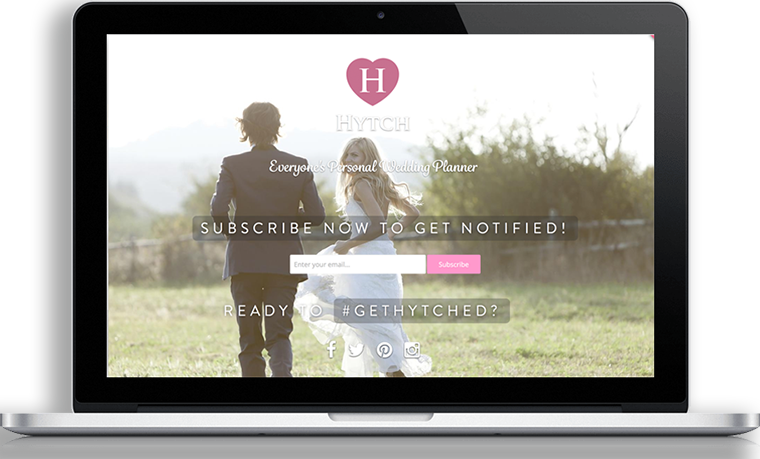 H
HYTCH
Everyone's Personal Wedding Planner
SUBSCRIBE NOW TO GET NOTIFIED!
Enter your email... Subscribe
READY TO #GETHYTCHED?